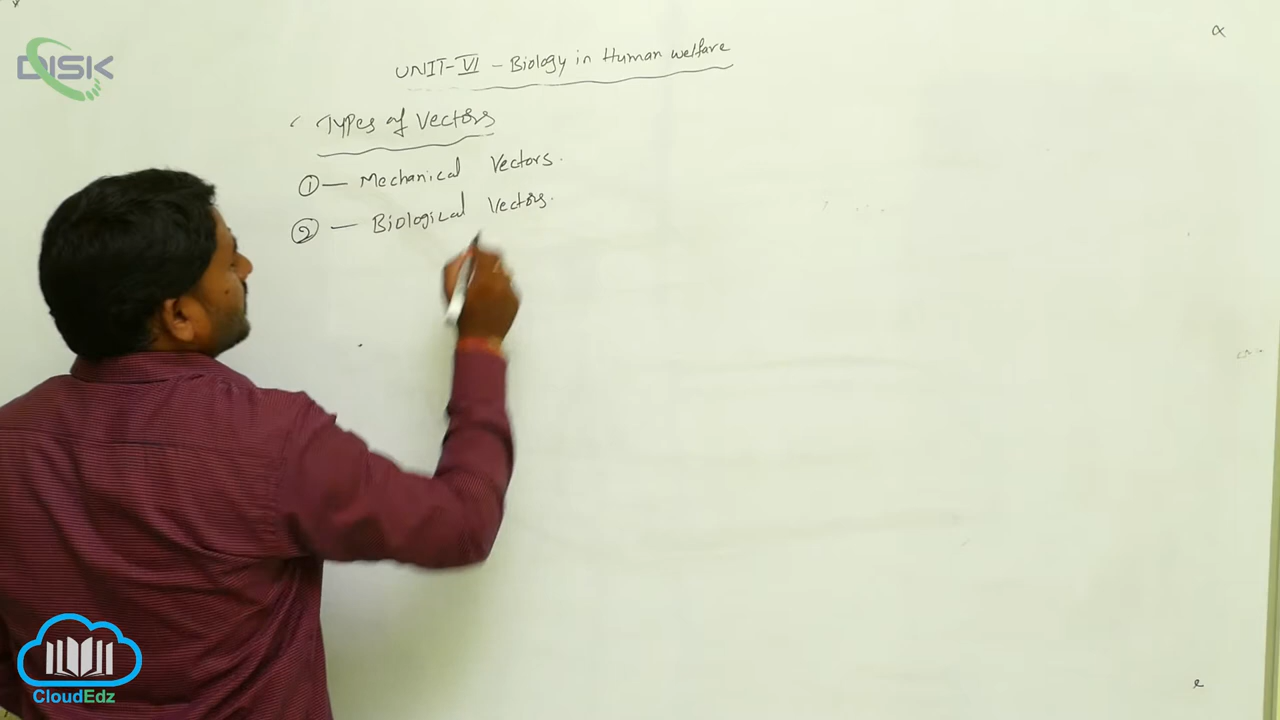 DISK
UNIT-VI - Biology in Human welfare
Types of Vectors
① — Mechanical Vectors.
② — Biological Vectors.
CloudEdz